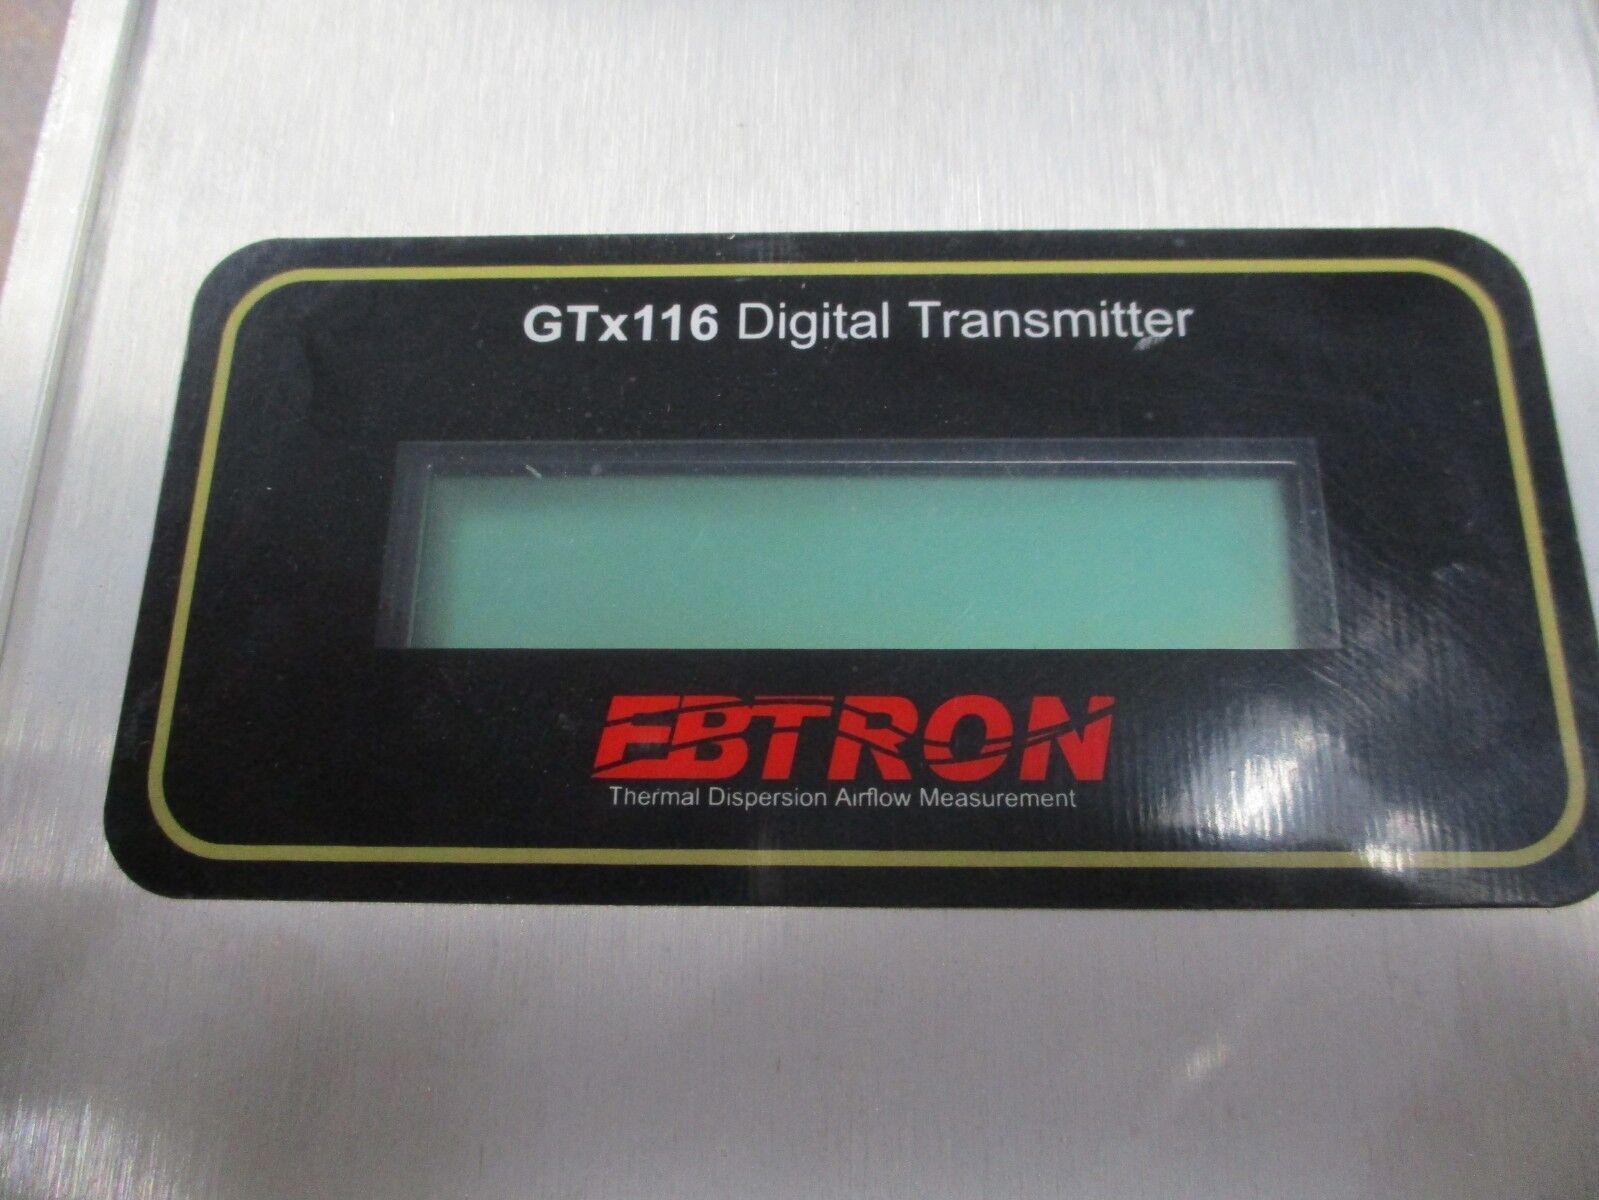 GTx116 Digital Transmitter
EBTRON
Thermal Dispersion Airflow Measurement